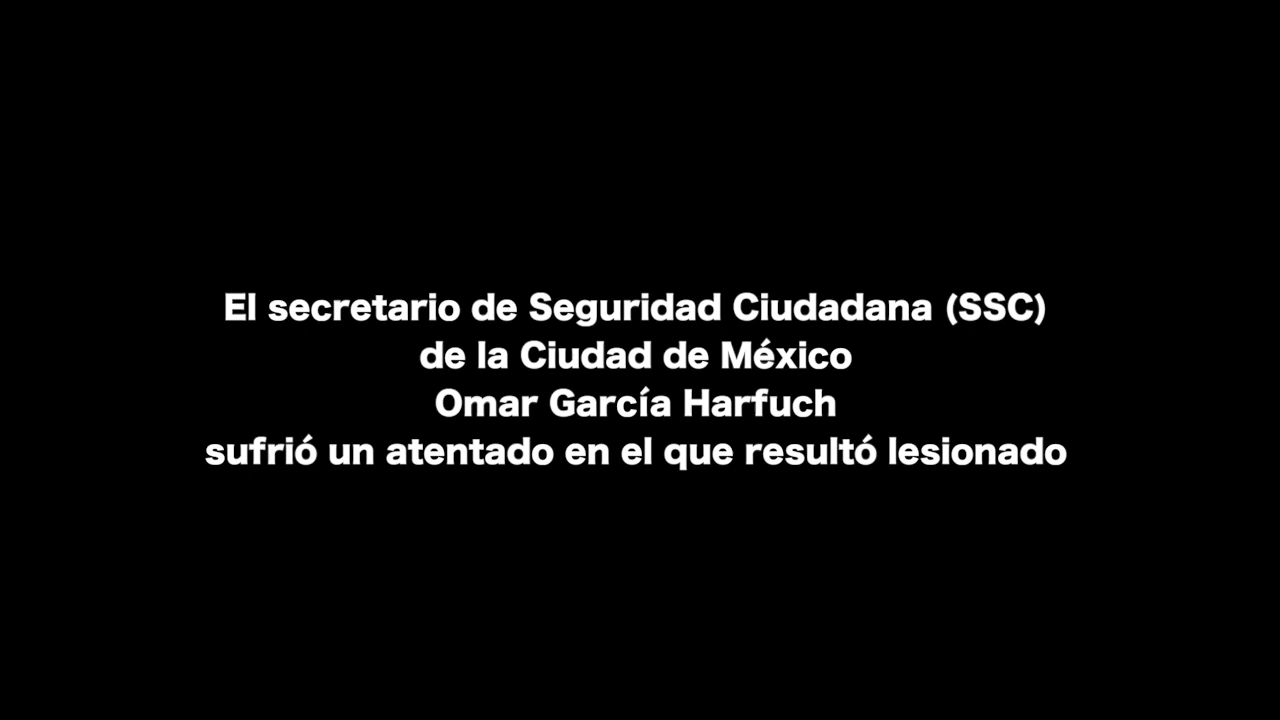 El secretario de Seguridad Ciudadana (SSC)
de la Ciudad de México
Omar García Harfuch
sufrió un atentado en el que resultó lesionado